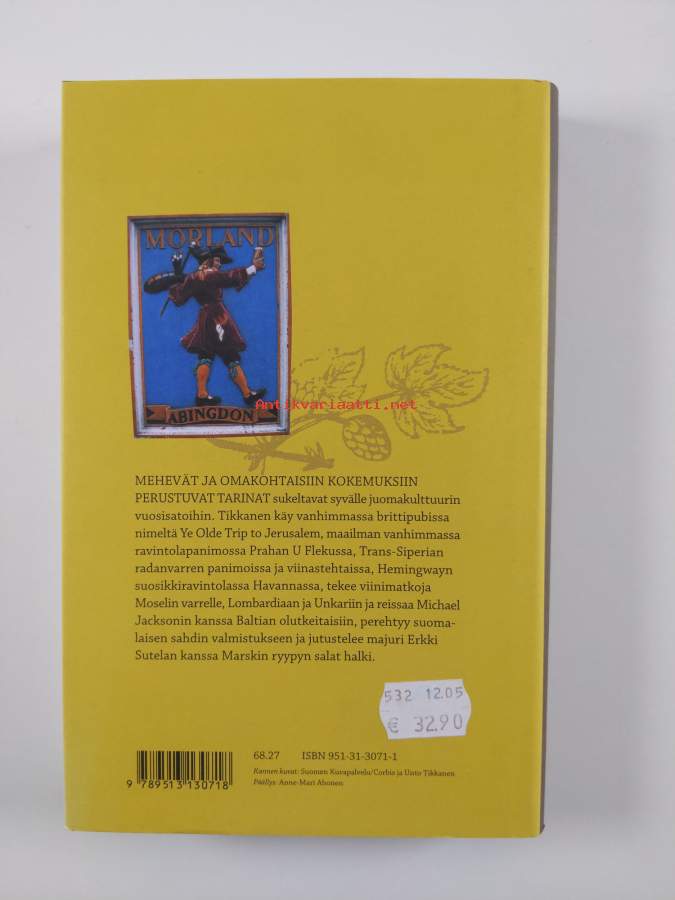 MORLAND
ABINGDON
Antikvariaatti.net
MEHEVÄT JA OMAKOHTAISIIN KOKEMUKSIIN
PERUSTUVAT TARINAT sukeltavat syvälle juomakulttuurin
vuosisatoihin. Tikkanen käy vanhimmassa brittipubissa
nimeltä Ye Olde Trip to Jerusalem, maailman vanhimmassa
ravintolapanimossa Prahan U Flekussa, Trans-Siperian
radanvarren panimoissa ja viinastehtaissa, Hemingwayn
suosikkiravintolassa Havannassa, tekee viinimatkoja
Moselin varrelle, Lombardiaan ja Unkariin ja reissaa Michael
Jacksonin kanssa Baltian olutkeitaisiin, perehtyy suoma-
laisen sahdin valmistukseen ja jutustelee majuri Erkki
Sutelan kanssa Marskin ryypyn salat halki.
532 12.05
€ 32.90
68.27 ISBN 951-31-3071-1
Kannen kuvat: Suomen Kuvapalvelu/Corbis ja Unto Tikkanen
Päällys: Anne-Mari Ahonen
9 789513 130718